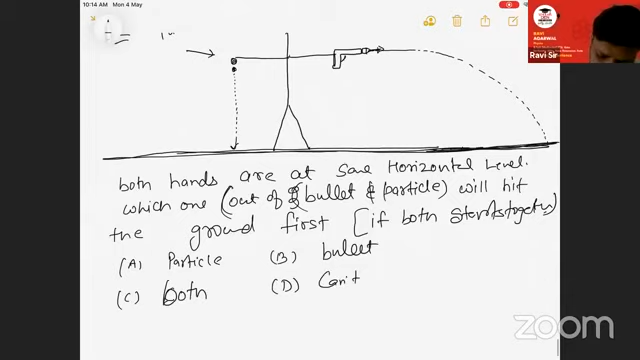 10:14 AM Mon 4 May
RAVI
AGARWAL
Ravi Sir
both hands are at same Horizontal level.
which one (out of bullet & particle) will hit
the ground first [if both starts together]
(A) Particle (B) bullet
(C) both (D) Can't
zoom